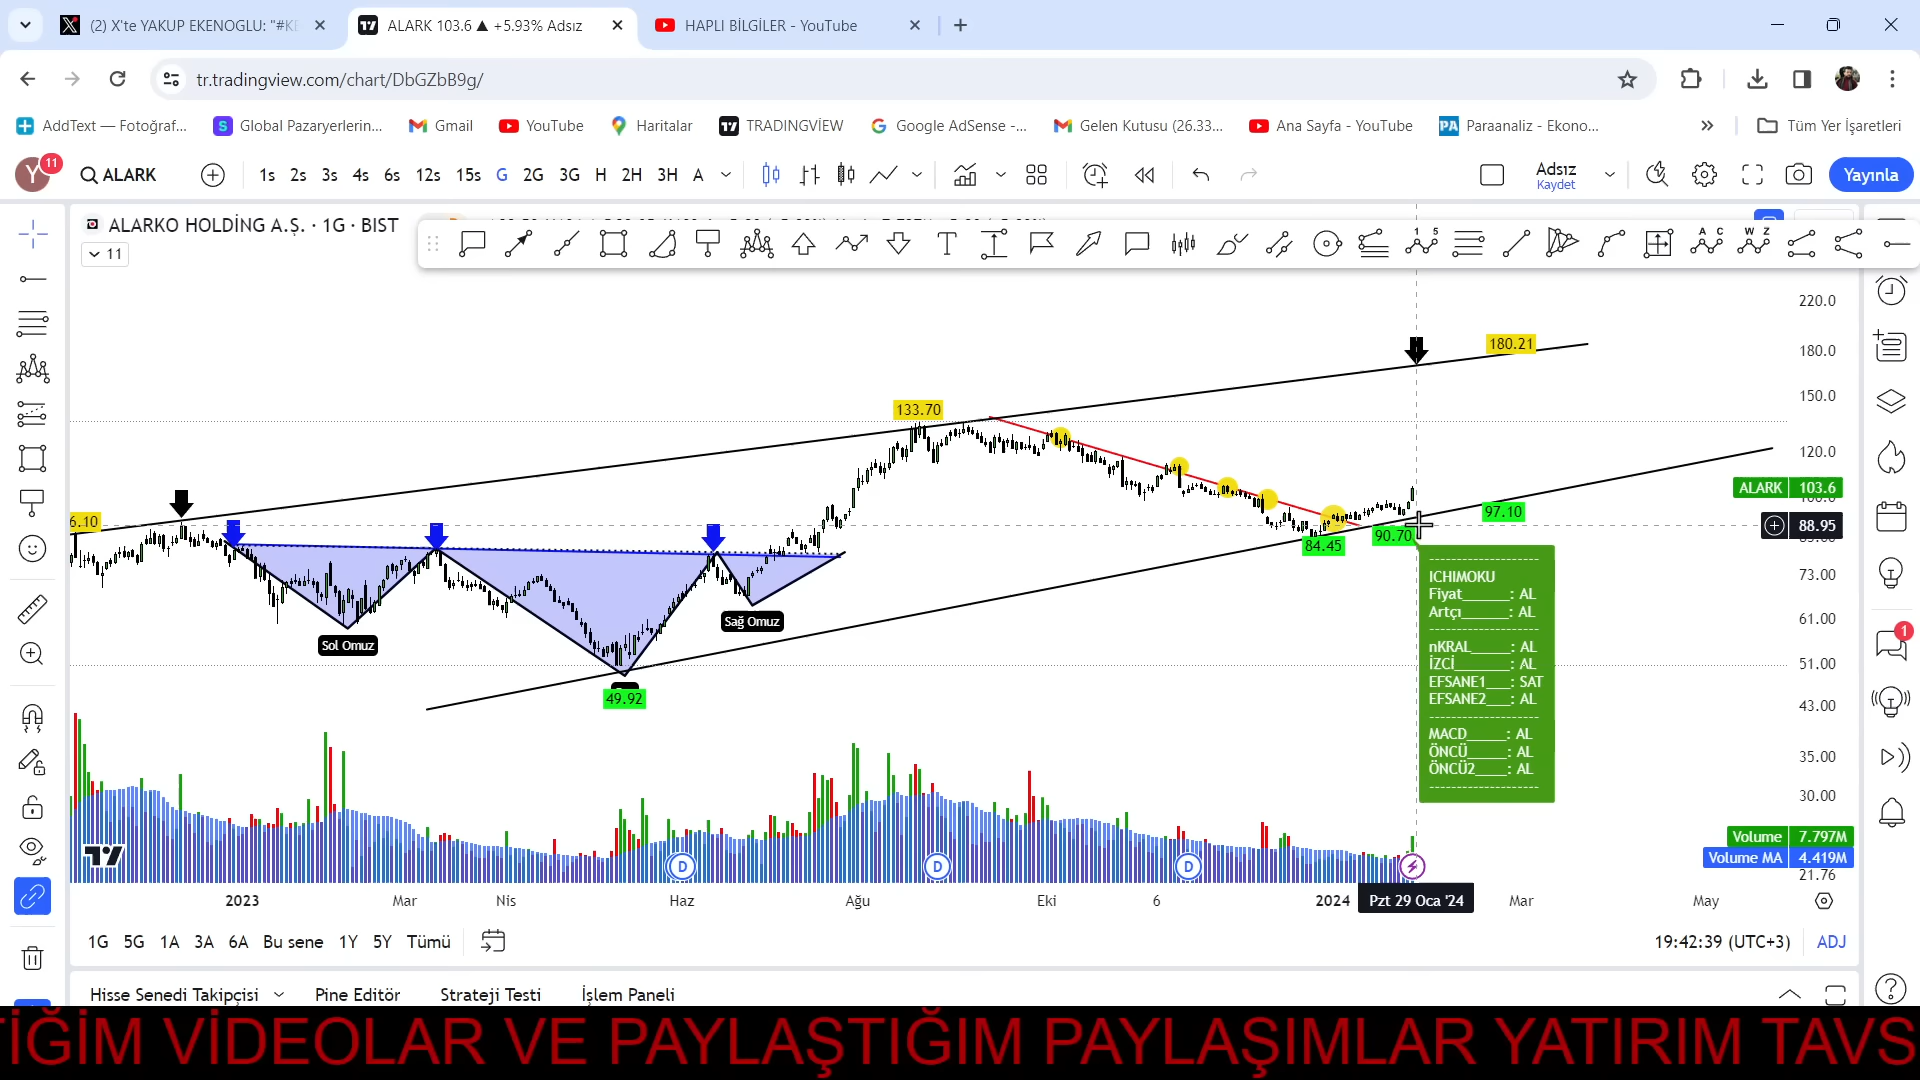 (2) X'te YAKUP EKENOGLU: "#KE
ALARK 103.6 ▲ +5.93% Adsız
HAPLI BİLGİLER - YouTube
tr.tradingview.com/chart/DbGZbB9g/
AddText — Fotoğraf...
Global Pazaryerlerin...
Gmail
YouTube
Haritalar
TRADINGVİEW
Google AdSense -...
Gelen Kutusu (26.33...
Ana Sayfa - YouTube
Paraanaliz - Ekono...
Tüm Yer İşaretleri
Y 11
ALARK
1s 2s 3s 4s 6s 12s 15s G 2G 3G H 2H 3H A
Adsız
Kaydet
Yayınla
ALARKO HOLDİNG A.Ş. · 1G · BIST
11
220.0
180.0
150.0
120.0
73.00
61.00
51.00
43.00
35.00
30.00
21.76
180.21
133.70
6.10
ALARK 103.6
97.10
88.95
90.70
84.45
49.92
Sol Omuz
Sağ Omuz
--------------------
ICHIMOKU
Fiyat______: AL
Artçı______: AL
--------------------
nKRAL_____: AL
İZCİ_______: AL
EFSANE1___: SAT
EFSANE2___: AL
--------------------
MACD_____: AL
ÖNCÜ_____: AL
ÖNCÜ2____: AL
--------------------
Volume 7.797M
Volume MA 4.419M
D D D
2023 Mar Nis Haz Ağu Eki 6 2024 Pzt 29 Oca '24 Mar May
1G 5G 1A 3A 6A Bu sene 1Y 5Y Tümü
19:42:39 (UTC+3) ADJ
Hisse Senedi Takipçisi Pine Editör Strateji Testi İşlem Paneli
TİĞİM VİDEOLAR VE PAYLAŞTIĞIM PAYLAŞIMLAR YATIRIM TAVS